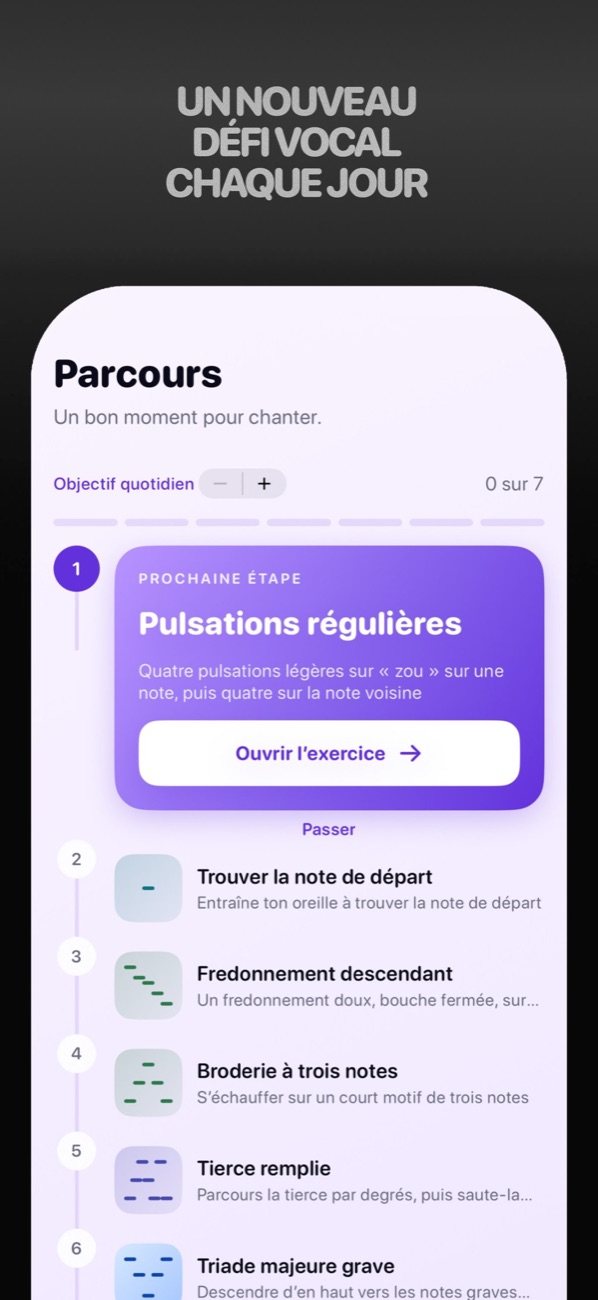 UN NOUVEAU
DÉFI VOCAL
CHAQUE JOUR
Parcours
Un bon moment pour chanter.
Objectif quotidien − + 0 sur 7
1
PROCHAINE ÉTAPE
Pulsations régulières
Quatre pulsations légères sur « zou » sur une
note, puis quatre sur la note voisine
Ouvrir l’exercice →
Passer
2
Trouver la note de départ
Entraîne ton oreille à trouver la note de départ
3
Fredonnement descendant
Un fredonnement doux, bouche fermée, sur...
4
Broderie à trois notes
S’échauffer sur un court motif de trois notes
5
Tierce remplie
Parcours la tierce par degrés, puis saute-la...
6
Triade majeure grave
Descendre d’en haut vers les notes graves...